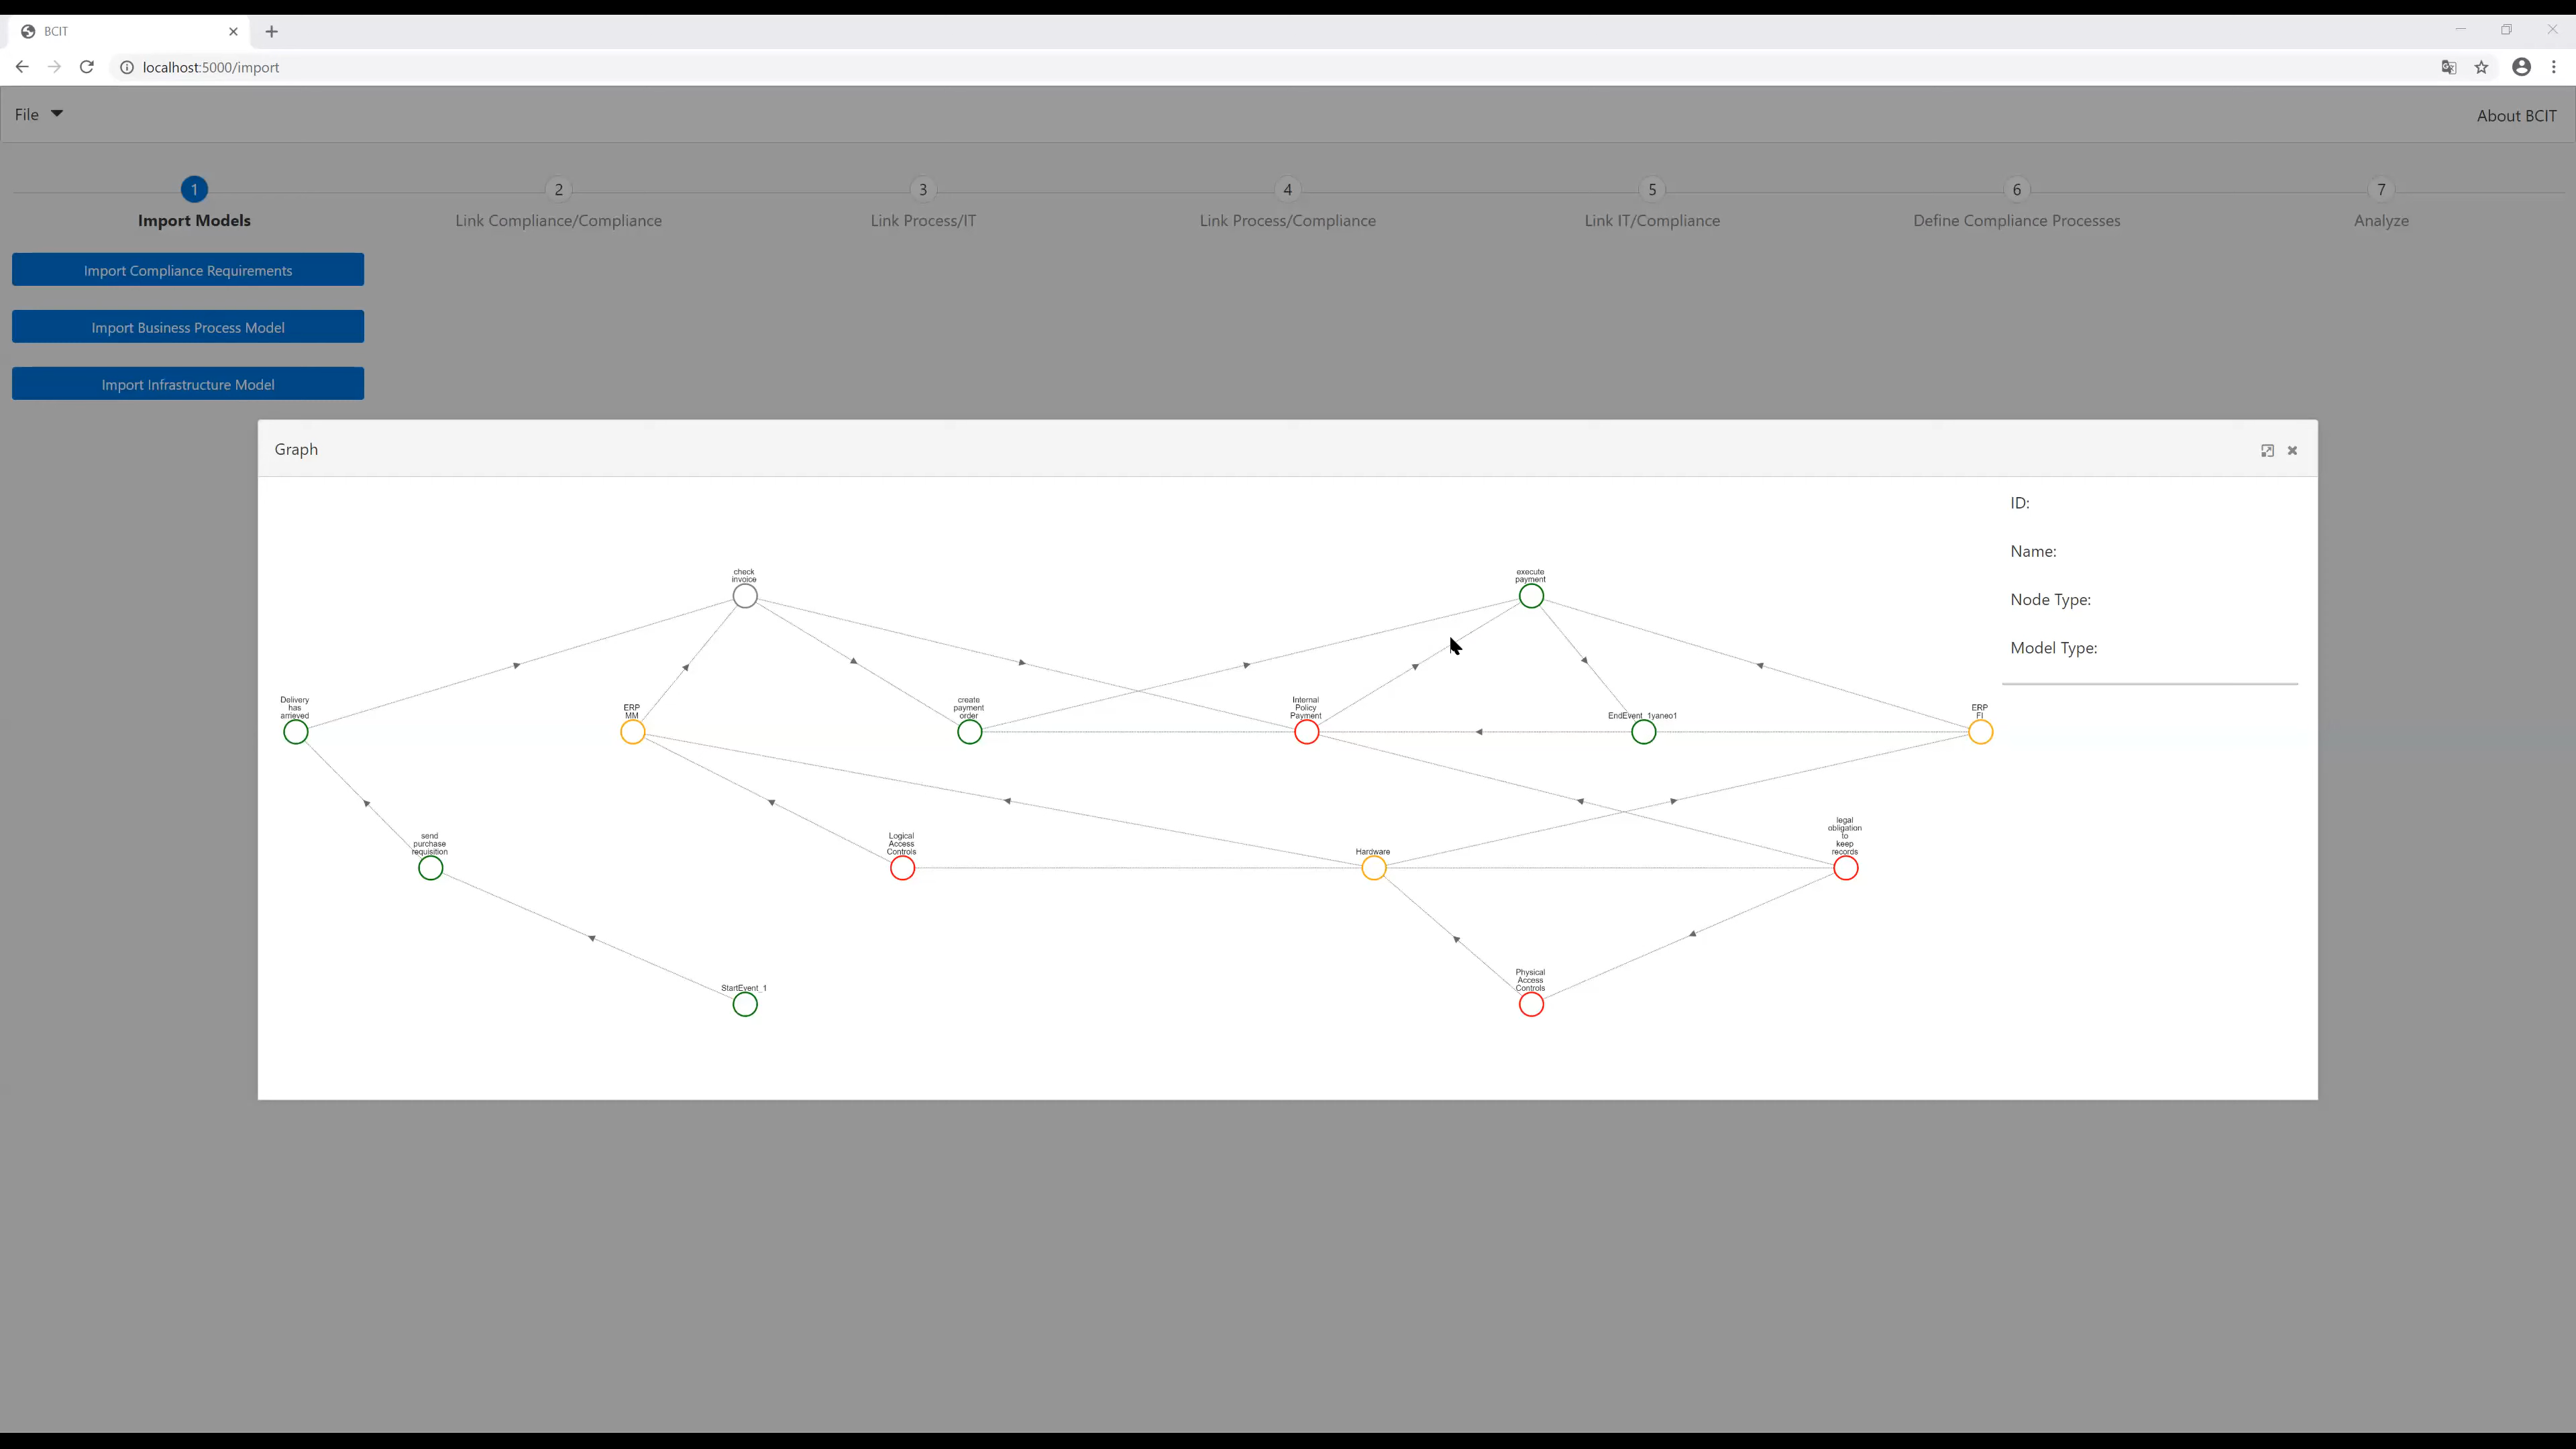 BCIT
localhost:5000/import
File
About BCIT
1
2
3
4
5
6
7
Import Models
Link Compliance/Compliance
Link Process/IT
Link Process/Compliance
Link IT/Compliance
Define Compliance Processes
Analyze
Import Compliance Requirements
Import Business Process Model
Import Infrastructure Model
Graph
ID:
Name:
Node Type:
Model Type:
check
invoice
execute
payment
Delivery
has
arrieved
ERP
MM
create
payment
order
Internal
Policy
Payment
EndEvent_1yaneo1
ERP
FI
send
purchase
requisition
Logical
Access
Controls
Hardware
legal
obligation
to
keep
records
StartEvent_1
Physical
Access
Controls